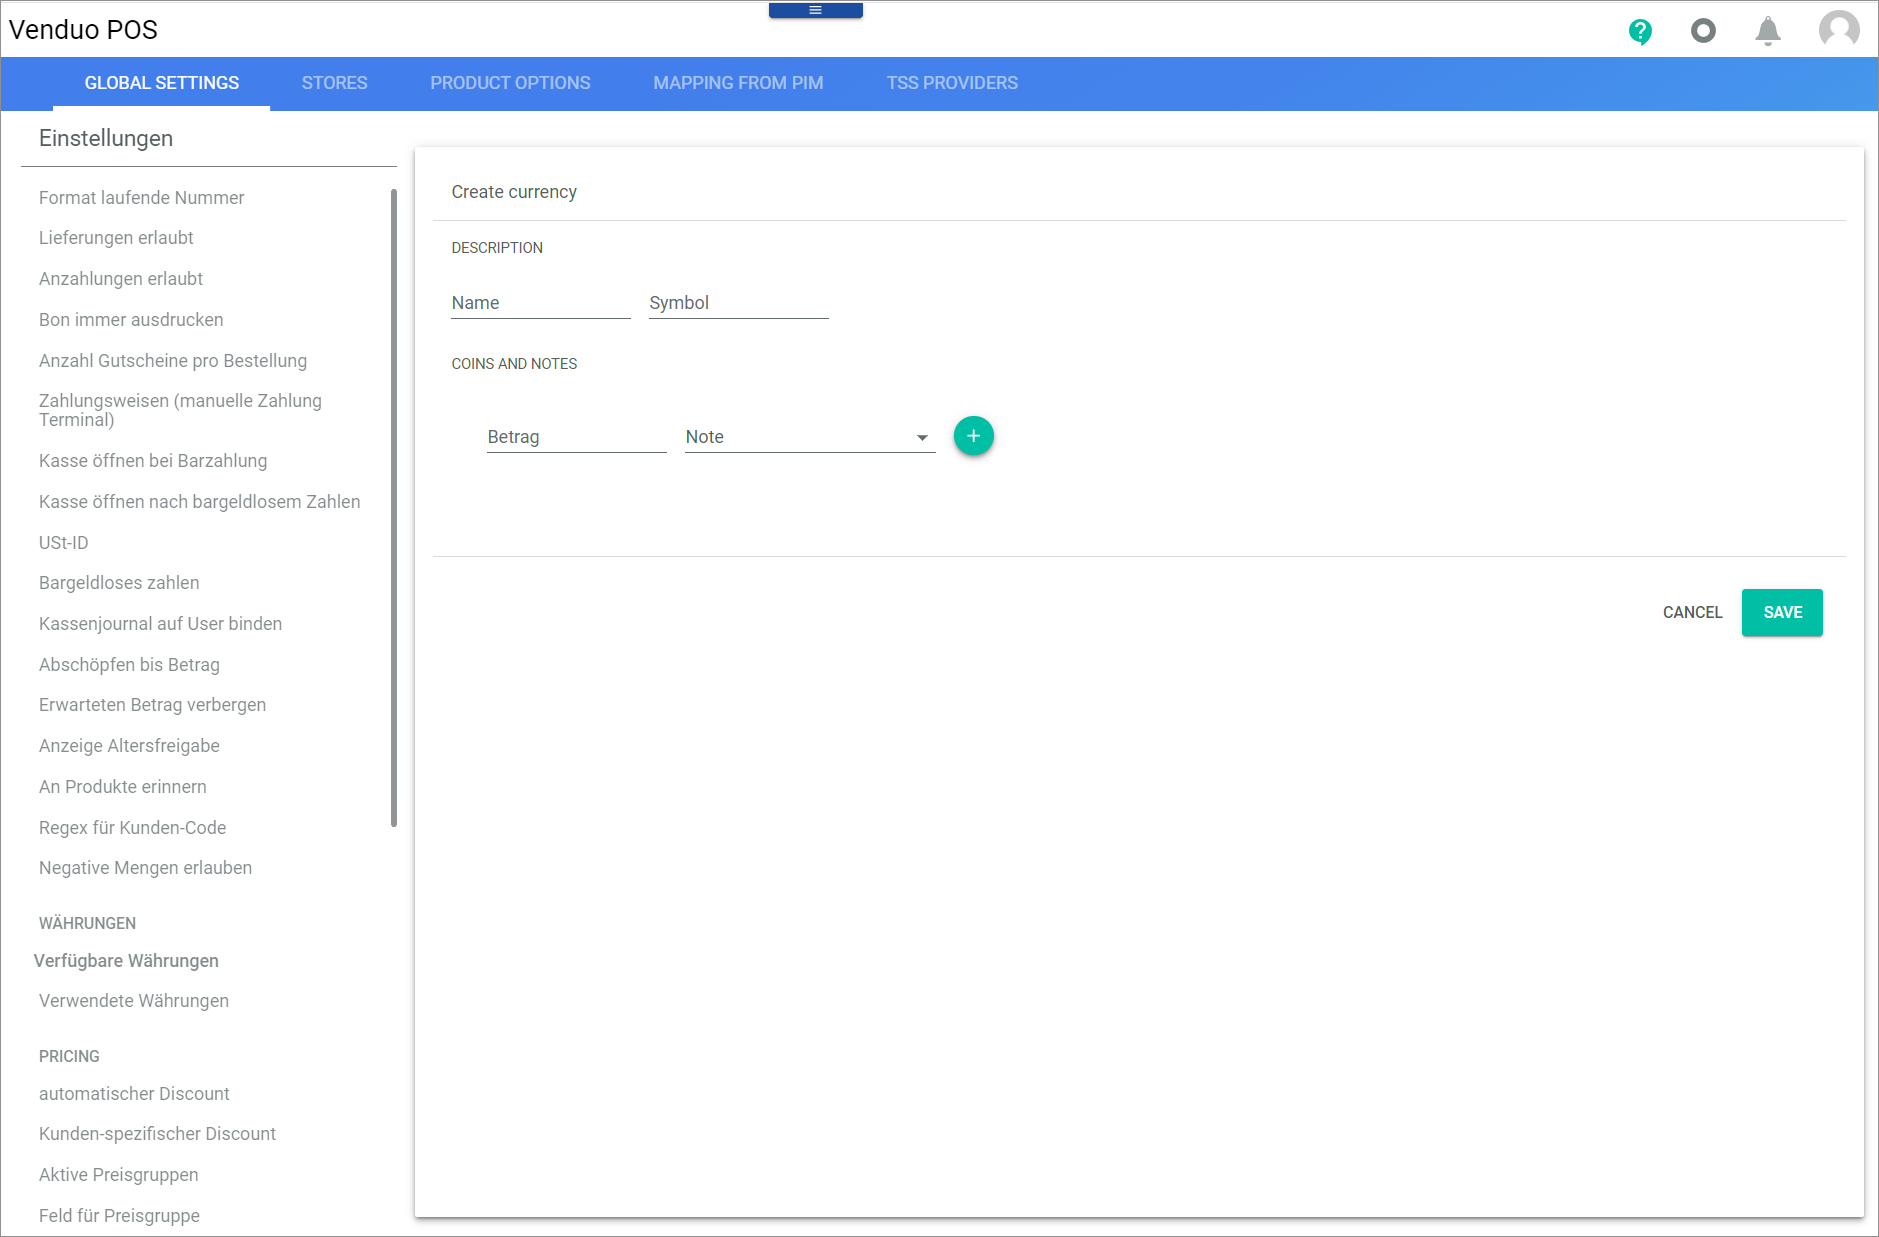 Venduo POS
GLOBAL SETTINGS
STORES
PRODUCT OPTIONS
MAPPING FROM PIM
TSS PROVIDERS
Einstellungen
Format laufende Nummer
Lieferungen erlaubt
Anzahlungen erlaubt
Bon immer ausdrucken
Anzahl Gutscheine pro Bestellung
Zahlungsweisen (manuelle Zahlung
Terminal)
Kasse öffnen bei Barzahlung
Kasse öffnen nach bargeldlosem Zahlen
USt-ID
Bargeldloses zahlen
Kassenjournal auf User binden
Abschöpfen bis Betrag
Erwarteten Betrag verbergen
Anzeige Altersfreigabe
An Produkte erinnern
Regex für Kunden-Code
Negative Mengen erlauben
WÄHRUNGEN
Verfügbare Währungen
Verwendete Währungen
PRICING
automatischer Discount
Kunden-spezifischer Discount
Aktive Preisgruppen
Feld für Preisgruppe
Create currency
DESCRIPTION
Name
Symbol
COINS AND NOTES
Betrag
Note
CANCEL
SAVE